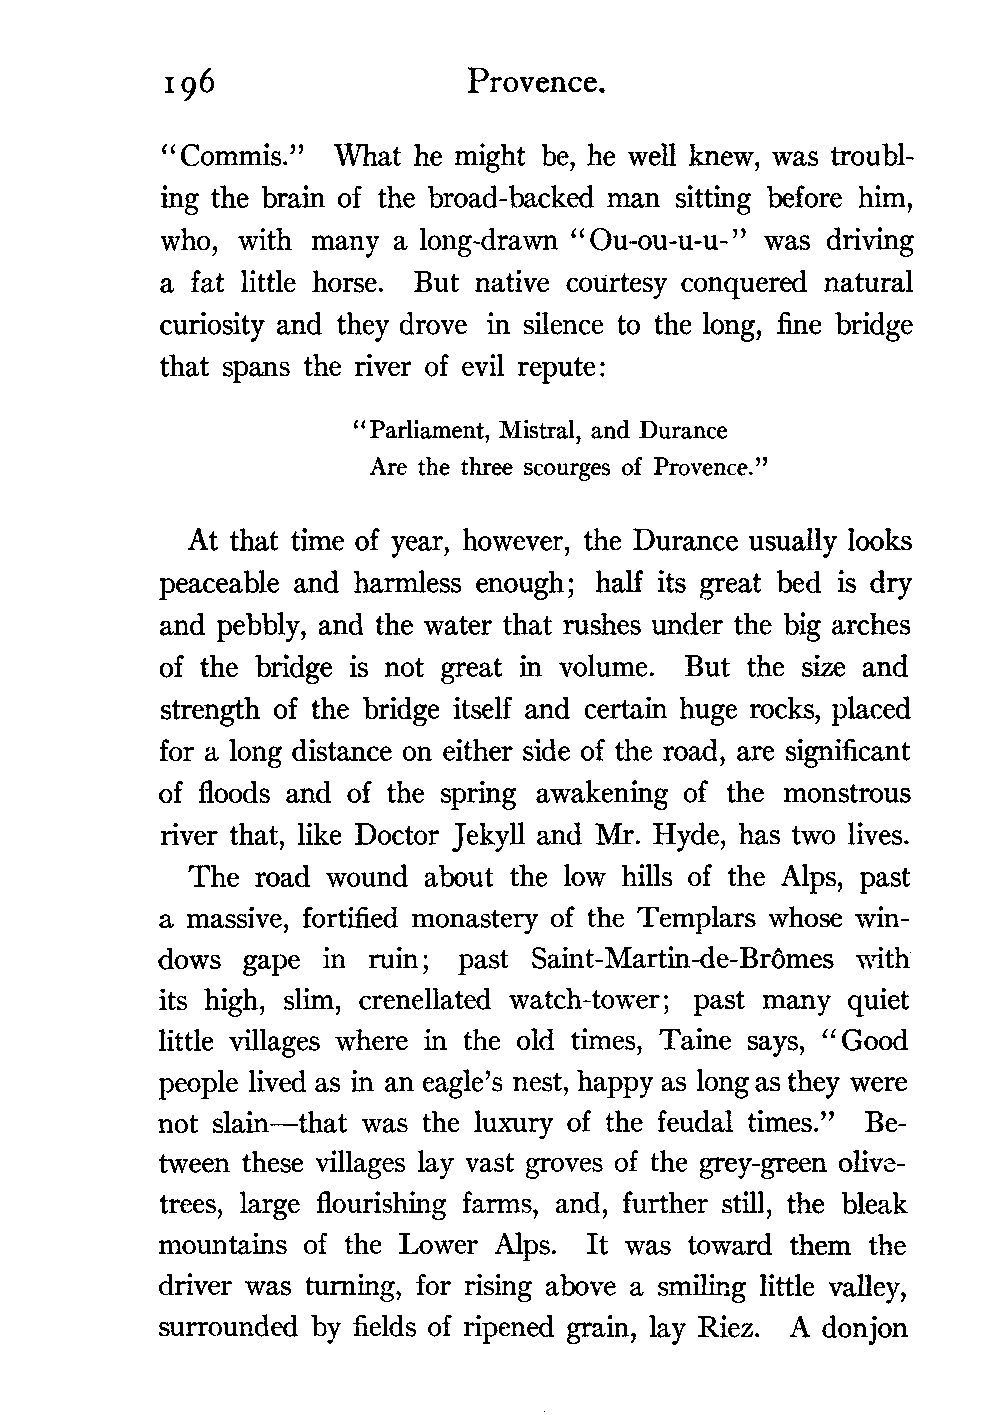 196 Provence.
“Commis.” What he might be, he well knew, was troubl-
ing the brain of the broad-backed man sitting before him,
who, with many a long-drawn “Ou-ou-u-u-” was driving
a fat little horse. But native courtesy conquered natural
curiosity and they drove in silence to the long, fine bridge
that spans the river of evil repute:
“Parliament, Mistral, and Durance
Are the three scourges of Provence.”
At that time of year, however, the Durance usually looks
peaceable and harmless enough; half its great bed is dry
and pebbly, and the water that rushes under the big arches
of the bridge is not great in volume. But the size and
strength of the bridge itself and certain huge rocks, placed
for a long distance on either side of the road, are significant
of floods and of the spring awakening of the monstrous
river that, like Doctor Jekyll and Mr. Hyde, has two lives.
The road wound about the low hills of the Alps, past
a massive, fortified monastery of the Templars whose win-
dows gape in ruin; past Saint-Martin-de-Brômes with
its high, slim, crenellated watch-tower; past many quiet
little villages where in the old times, Taine says, “Good
people lived as in an eagle’s nest, happy as long as they were
not slain—that was the luxury of the feudal times.” Be-
tween these villages lay vast groves of the grey-green olive-
trees, large flourishing farms, and, further still, the bleak
mountains of the Lower Alps. It was toward them the
driver was turning, for rising above a smiling little valley,
surrounded by fields of ripened grain, lay Riez. A donjon